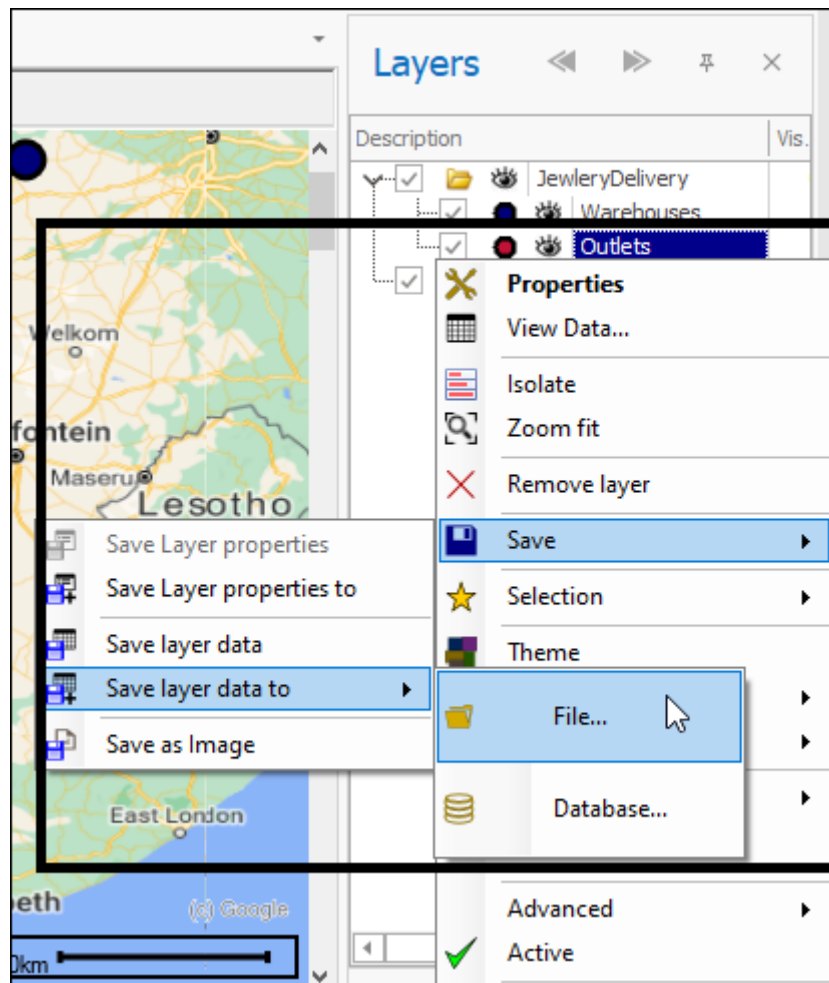 Layers
Description
Vis.
JewleryDelivery
Warehouses
Outlets
Properties
View Data...
Isolate
Zoom fit
Remove layer
Save
Selection
Theme
Save Layer properties
Save Layer properties to
Save layer data
Save layer data to
Save as Image
File...
Database...
Advanced
Active
Welkom
fontein
Maseru
Lesotho
East London
eth
(c) Google
0km